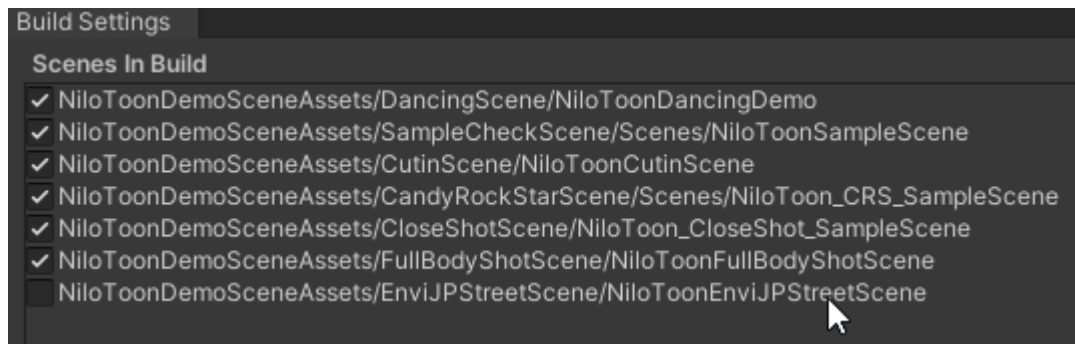 Build Settings
Scenes In Build
NiloToonDemoSceneAssets/DancingScene/NiloToonDancingDemo
NiloToonDemoSceneAssets/SampleCheckScene/Scenes/NiloToonSampleScene
NiloToonDemoSceneAssets/CutinScene/NiloToonCutinScene
NiloToonDemoSceneAssets/CandyRockStarScene/Scenes/NiloToon_CRS_SampleScene
NiloToonDemoSceneAssets/CloseShotScene/NiloToon_CloseShot_SampleScene
NiloToonDemoSceneAssets/FullBodyShotScene/NiloToonFullBodyShotScene
NiloToonDemoSceneAssets/EnviJPStreetScene/NiloToonEnviJPStreetScene